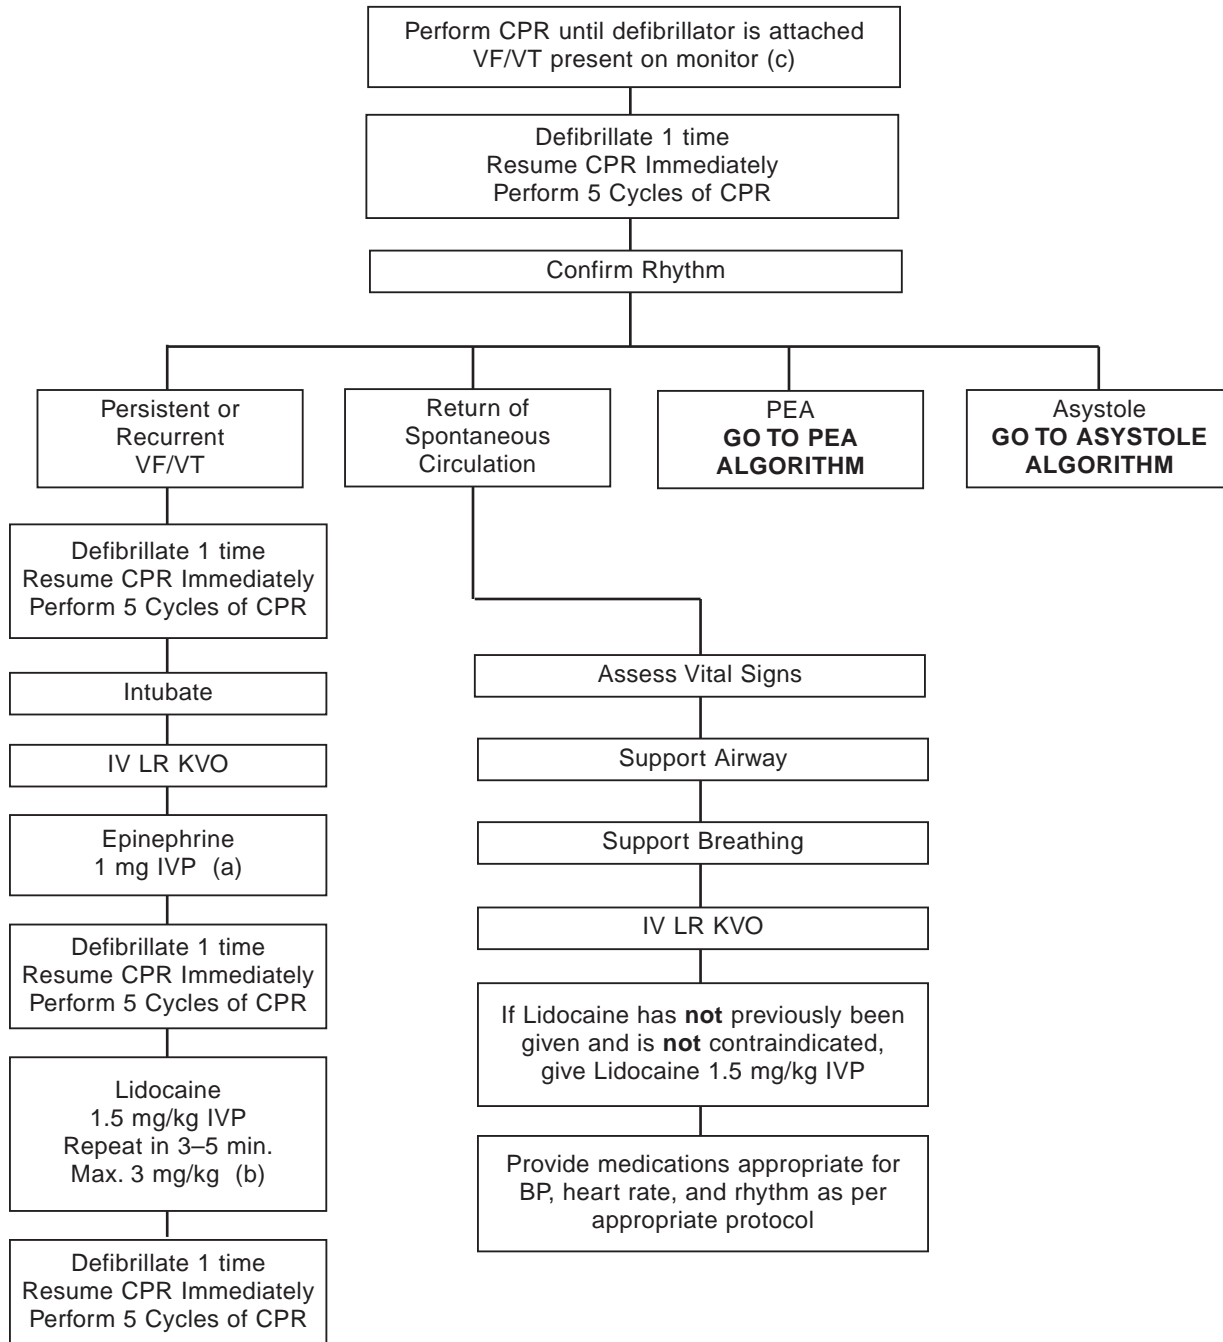 Perform CPR until defibrillator is attached
VF/VT present on monitor (c)
Defibrillate 1 time
Resume CPR Immediately
Perform 5 Cycles of CPR
Confirm Rhythm
Persistent or
Recurrent
VF/VT
Return of
Spontaneous
Circulation
PEA
GO TO PEA
ALGORITHM
Asystole
GO TO ASYSTOLE
ALGORITHM
Defibrillate 1 time
Resume CPR Immediately
Perform 5 Cycles of CPR
Intubate
IV LR KVO
Epinephrine
1 mg IVP (a)
Defibrillate 1 time
Resume CPR Immediately
Perform 5 Cycles of CPR
Lidocaine
1.5 mg/kg IVP
Repeat in 3–5 min.
Max. 3 mg/kg (b)
Defibrillate 1 time
Resume CPR Immediately
Perform 5 Cycles of CPR
Assess Vital Signs
Support Airway
Support Breathing
IV LR KVO
If Lidocaine has not previously been
given and is not contraindicated,
give Lidocaine 1.5 mg/kg IVP
Provide medications appropriate for
BP, heart rate, and rhythm as per
appropriate protocol